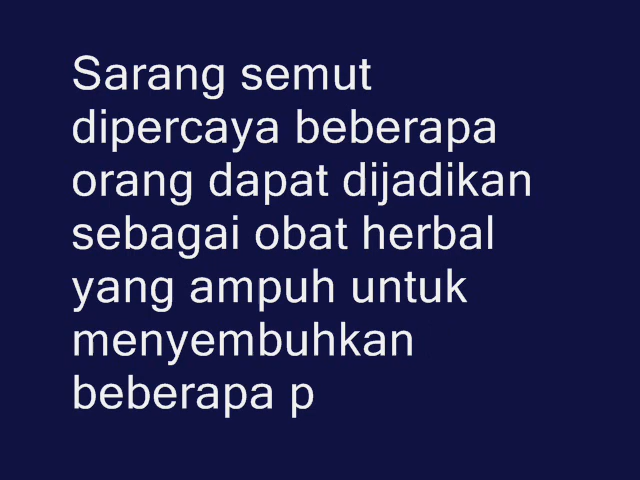 Sarang semut
dipercaya beberapa
orang dapat dijadikan
sebagai obat herbal
yang ampuh untuk
menyembuhkan
beberapa p